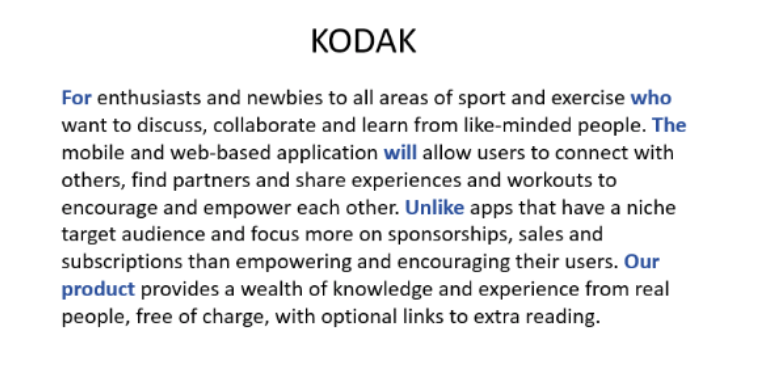 KODAK
For enthusiasts and newbies to all areas of sport and exercise who
want to discuss, collaborate and learn from like-minded people. The
mobile and web-based application will allow users to connect with
others, find partners and share experiences and workouts to
encourage and empower each other. Unlike apps that have a niche
target audience and focus more on sponsorships, sales and
subscriptions than empowering and encouraging their users. Our
product provides a wealth of knowledge and experience from real
people, free of charge, with optional links to extra reading.